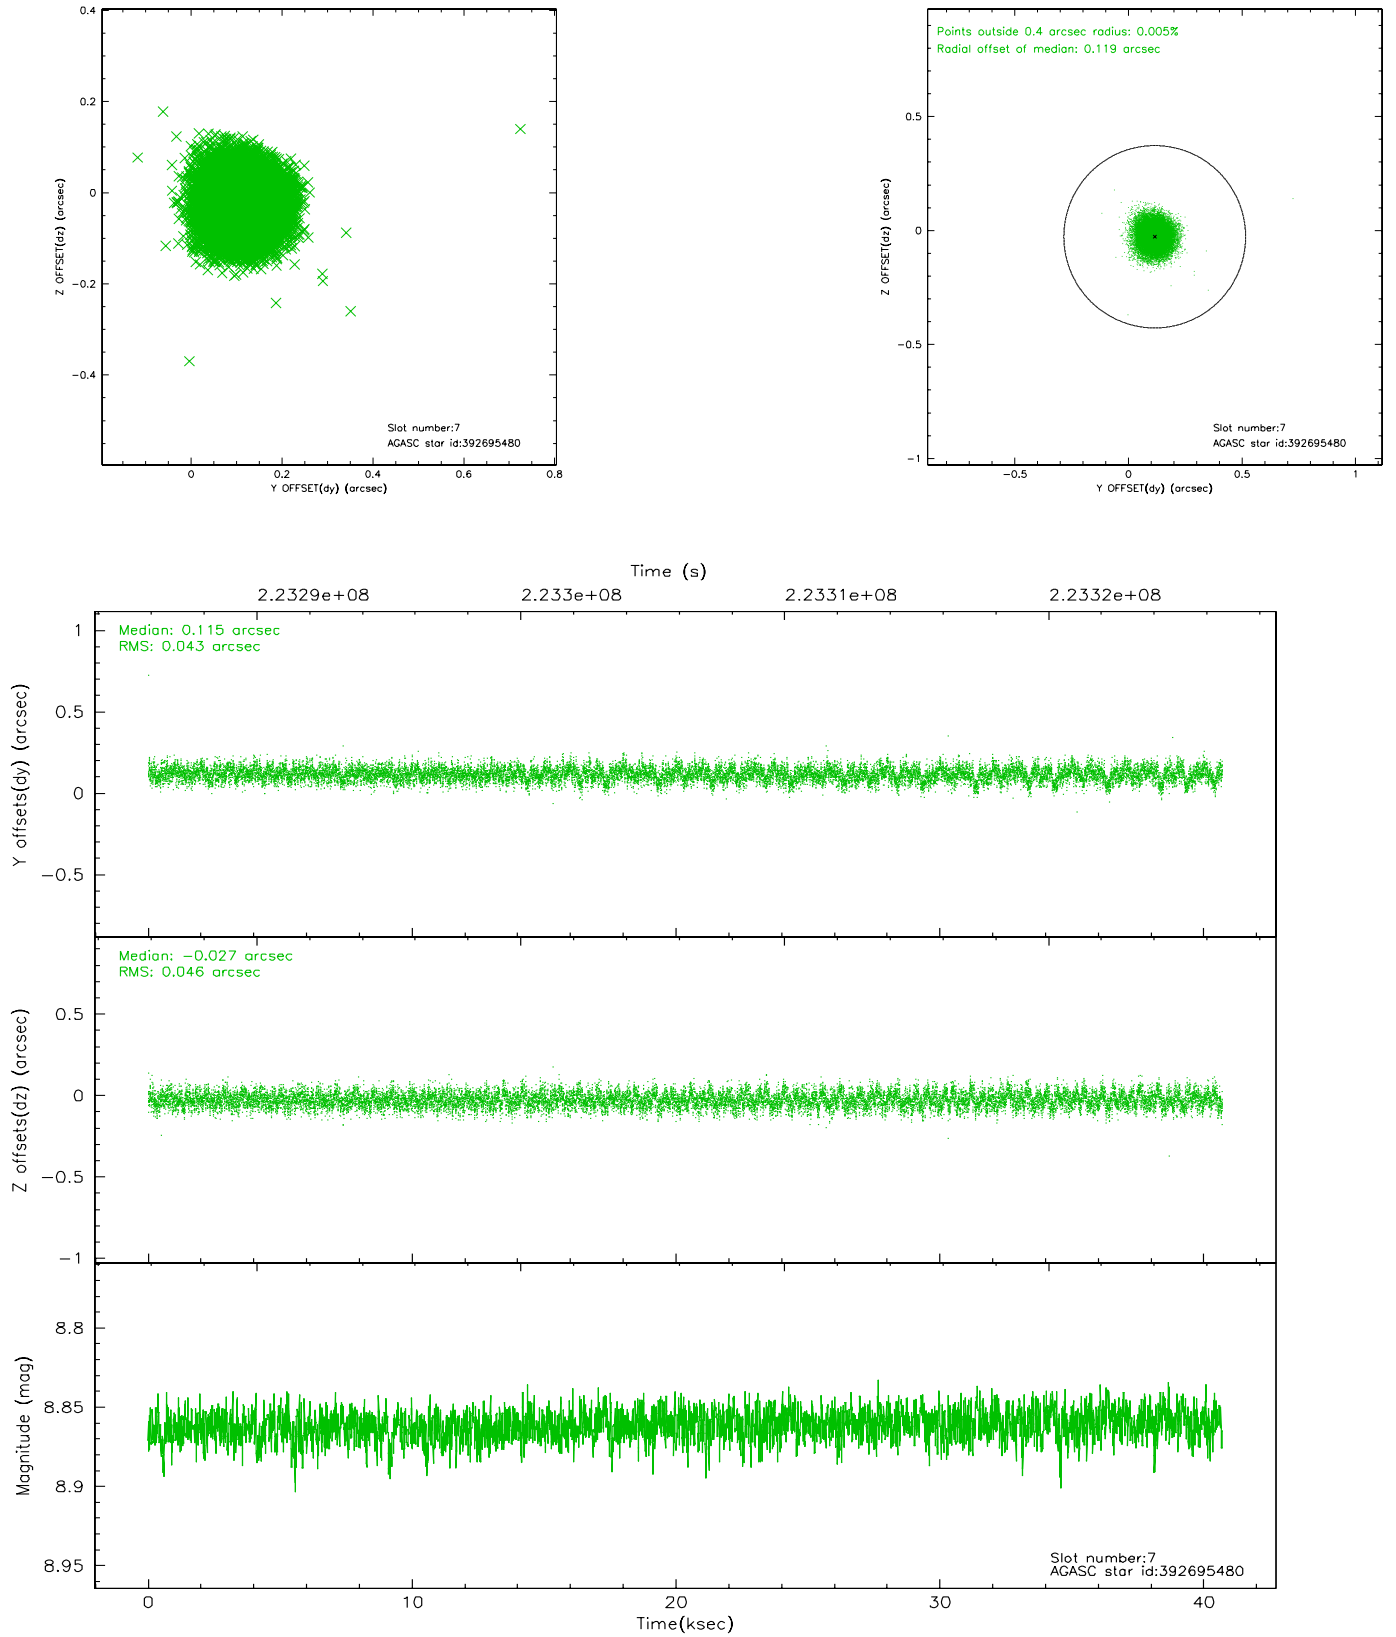 0.4
0.2
0
−0.2
−0.4
Z OFFSET(dz) (arcsec)
Slot number:7
AGASC star id:392695480
0 0.2 0.4 0.6 0.8
Y OFFSET(dy) (arcsec)
Points outside 0.4 arcsec radius: 0.005%
Radial offset of median: 0.119 arcsec
0.5
0
−0.5
−1
Z OFFSET(dz) (arcsec)
Slot number:7
AGASC star id:392695480
−0.5 0 0.5 1
Y OFFSET(dy) (arcsec)
Time (s)
2.2329e+08 2.233e+08 2.2331e+08 2.2332e+08
Median: 0.115 arcsec
RMS: 0.043 arcsec
1
0.5
0
−0.5
Y offsets(dy) (arcsec)
Median: −0.027 arcsec
RMS: 0.046 arcsec
0.5
0
−0.5
−1
Z offsets(dz) (arcsec)
8.8
8.85
8.9
8.95
Magnitude (mag)
Slot number:7
AGASC star id:392695480
0 10 20 30 40
Time(ksec)